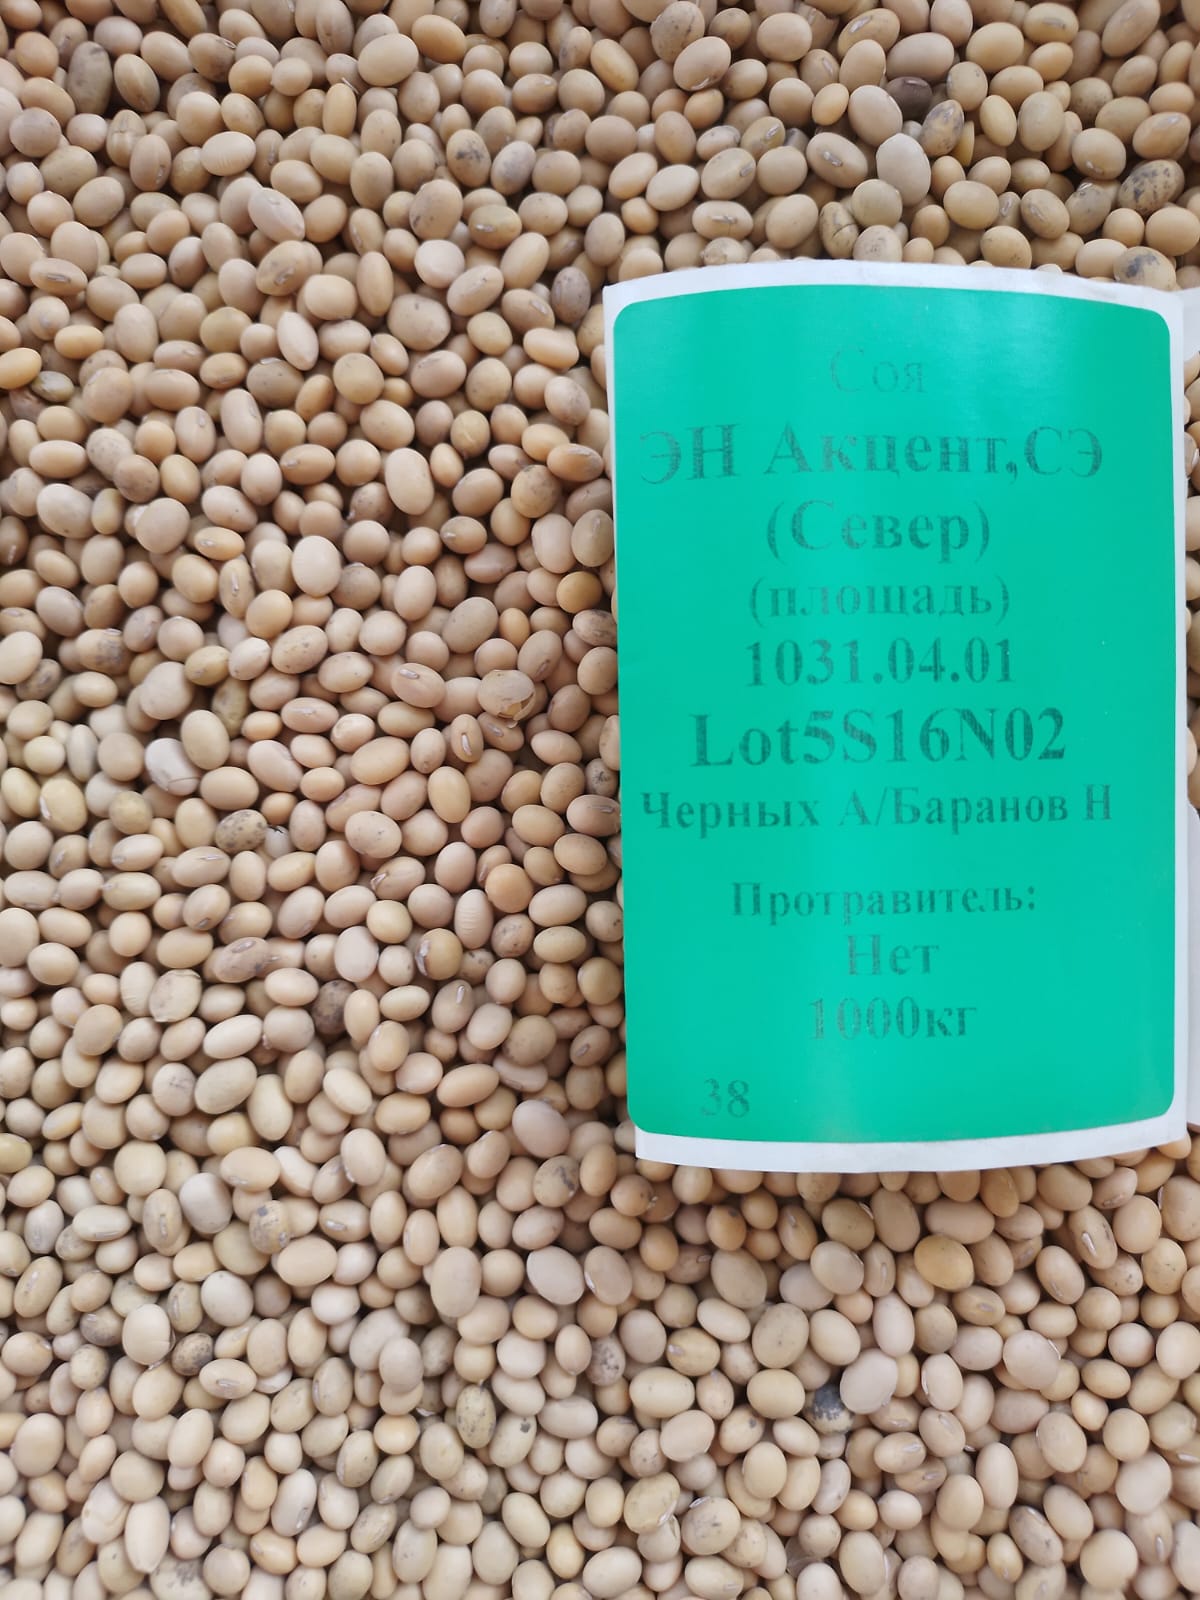 Соя
ЭН Акцент,СЭ
(Север)
(площадь)
1031.04.01
Lot5S16N02
Черных А/Баранов Н
Протравитель:
Нет
1000кг
38